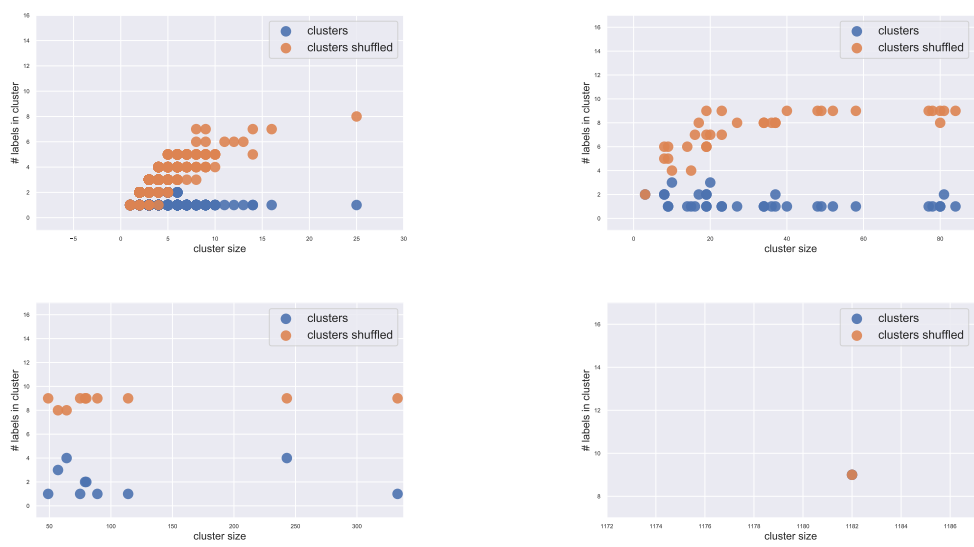 16
14
12
10
8
6
4
2
0
# labels in cluster
clusters
clusters shuffled
−5 0 5 10 15 20 25 30
cluster size
16
14
12
10
8
6
4
2
0
# labels in cluster
clusters
clusters shuffled
0 20 40 60 80
cluster size
16
14
12
10
8
6
4
2
0
# labels in cluster
clusters
clusters shuffled
50 100 150 200 250 300
cluster size
16
14
12
10
8
# labels in cluster
clusters
clusters shuffled
1172 1174 1176 1178 1180 1182 1184 1186
cluster size